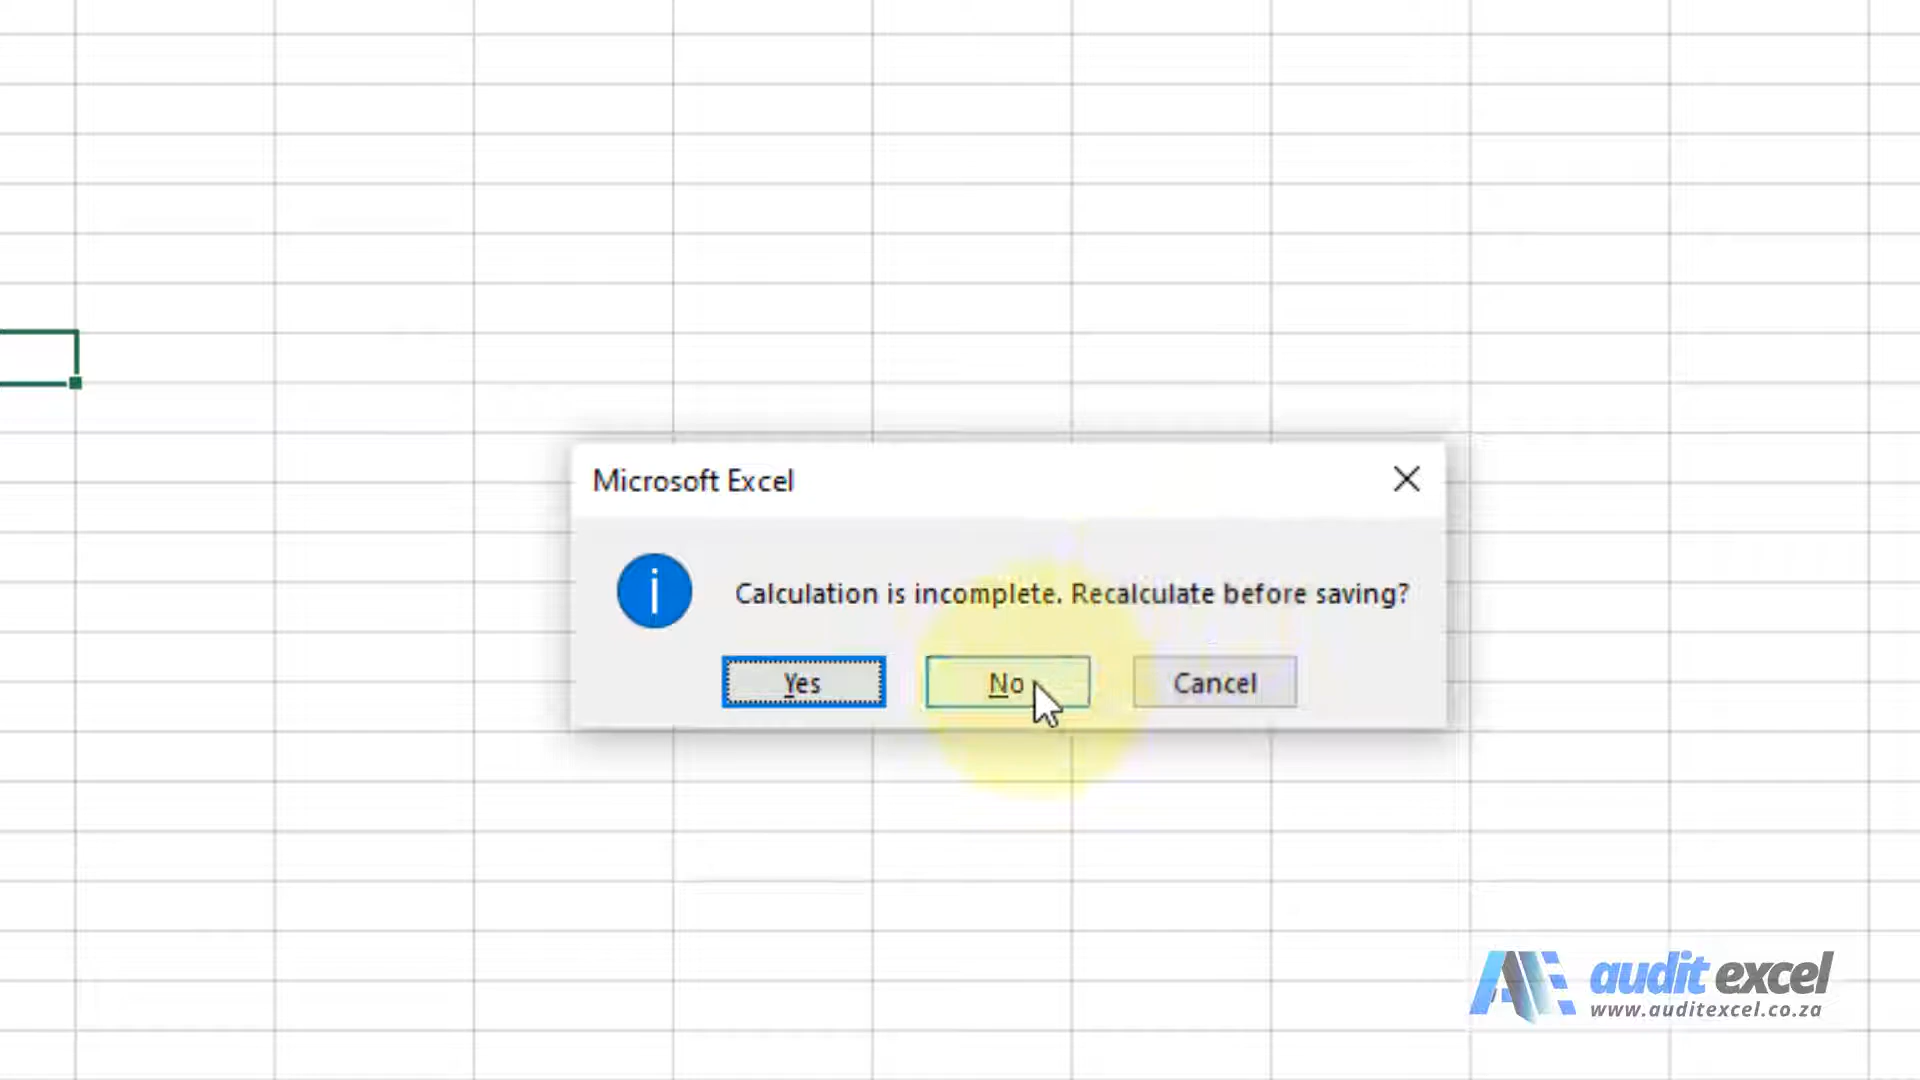 Microsoft Excel
Calculation is incomplete. Recalculate before saving?
Yes
No
Cancel
audit excel
www.auditexcel.co.za